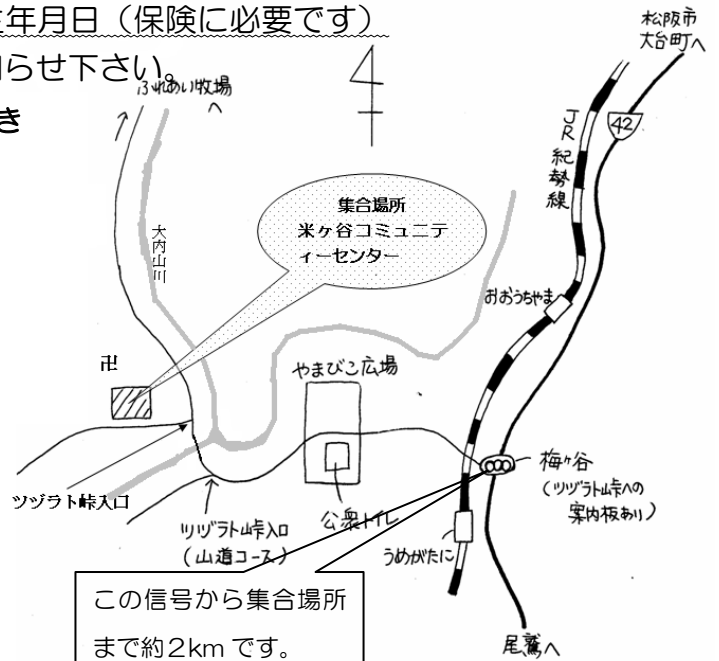 生年月日（保険に必要です）
らせ下さい。
き
ふれあい牧場
へ
松阪市
大台町へ
42
JR紀勢線
大内山川
集合場所
米ヶ谷コミュニテ
ィーセンター
おおうちやま
卍
やまびこ広場
梅ヶ谷
（ツヅラト峠への
案内板あり）
ツヅラト峠入口
ツヅラト峠入口
（山道コース）
公衆トイレ
うめがたに
この信号から集合場所
まで約2kmです。
尾鷲へ